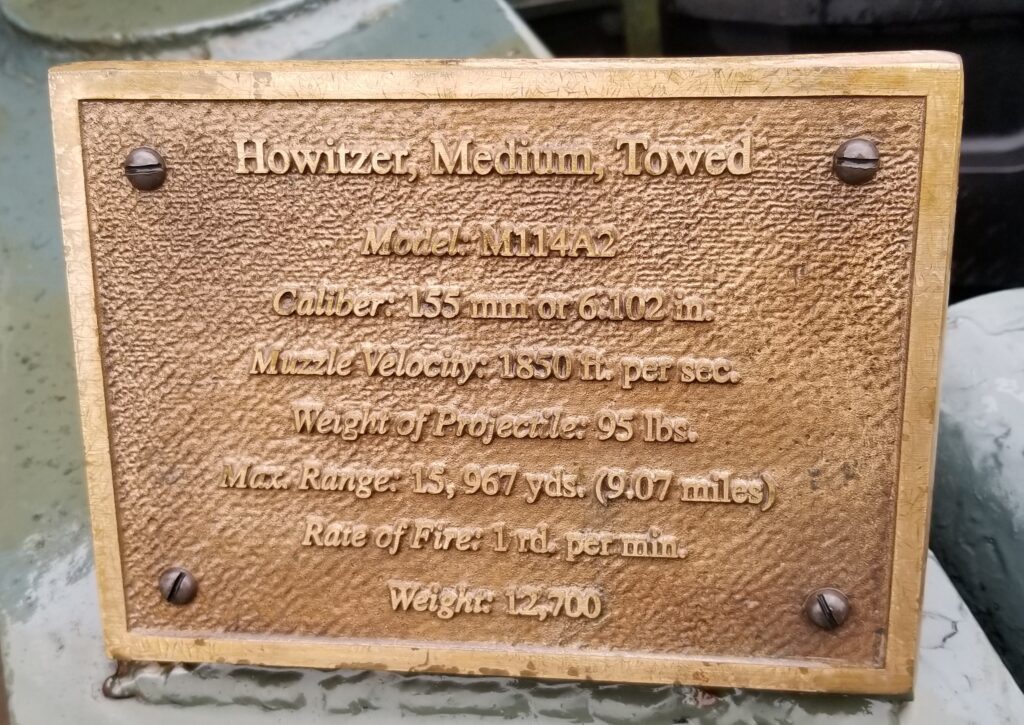 Howitzer, Medium, Towed
Model: M114A2
Caliber: 155 mm or 6.102 in.
Muzzle Velocity: 1850 ft. per sec.
Weight of Projectile: 95 lbs.
Max. Range: 15, 967 yds. (9.07 miles)
Rate of Fire: 1 rd. per min.
Weight: 12,700